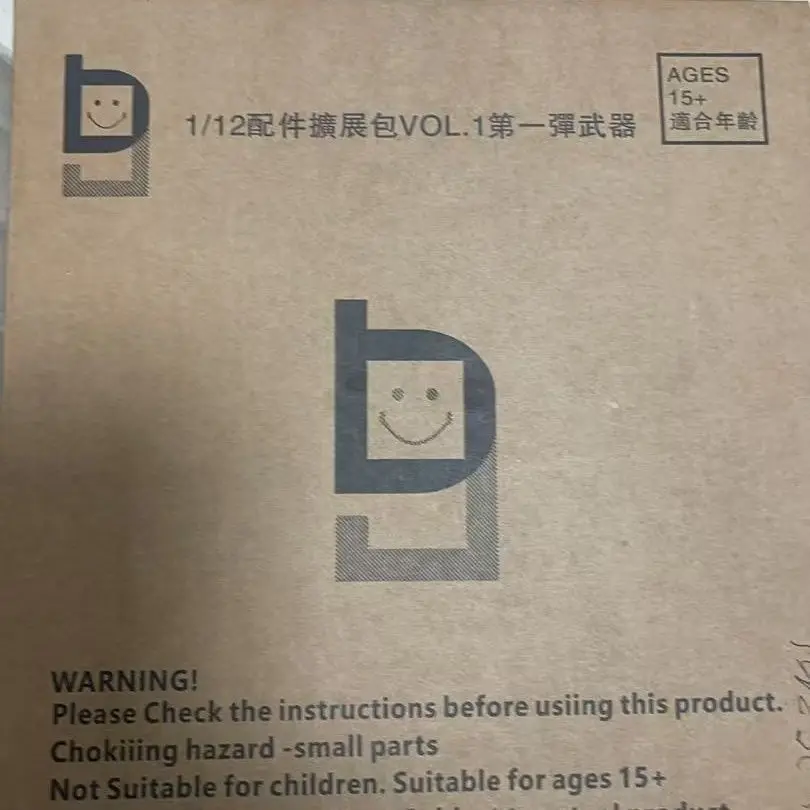 1/12配件擴展包VOL.1第一彈武器
AGES
15+
適合年齡
WARNING!
Please Check the instructions before usiing this product.
Chokiiing hazard -small parts
Not Suitable for children. Suitable for ages 15+